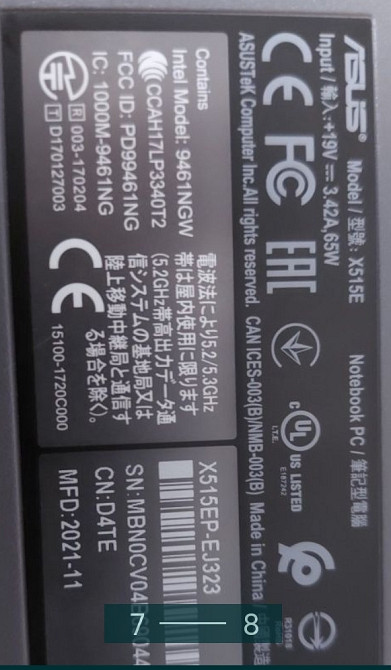 ASUS Model / 型號: X515E Notebook PC / 筆記型電腦
Input / 輸入:+19V 3.42A,65W
CE FC EAC
c UL US LISTED
I.T.E. E187242
ASUSTeK Computer Inc.All rights reserved. CAN ICES-003(B)/NMB-003(B) Made in China /
Contains
Intel Model: 9461NGW
CCAH17LP3340T2
FCC ID: PD99461NG
IC: 1000M-9461NG
R 003-170204
T D170127003
電波法により5.2/5.3GHz
帯は屋内使用に限ります
(5.2GHz帯高出力データ通
信システムの基地局又は
陸上移動中継局と通信す
る場合を除く)。
CE 15100-1720C000
X515EP-EJ323
SN:MBN0CV04
CN:D4TE
MFD:2021-11
7 8